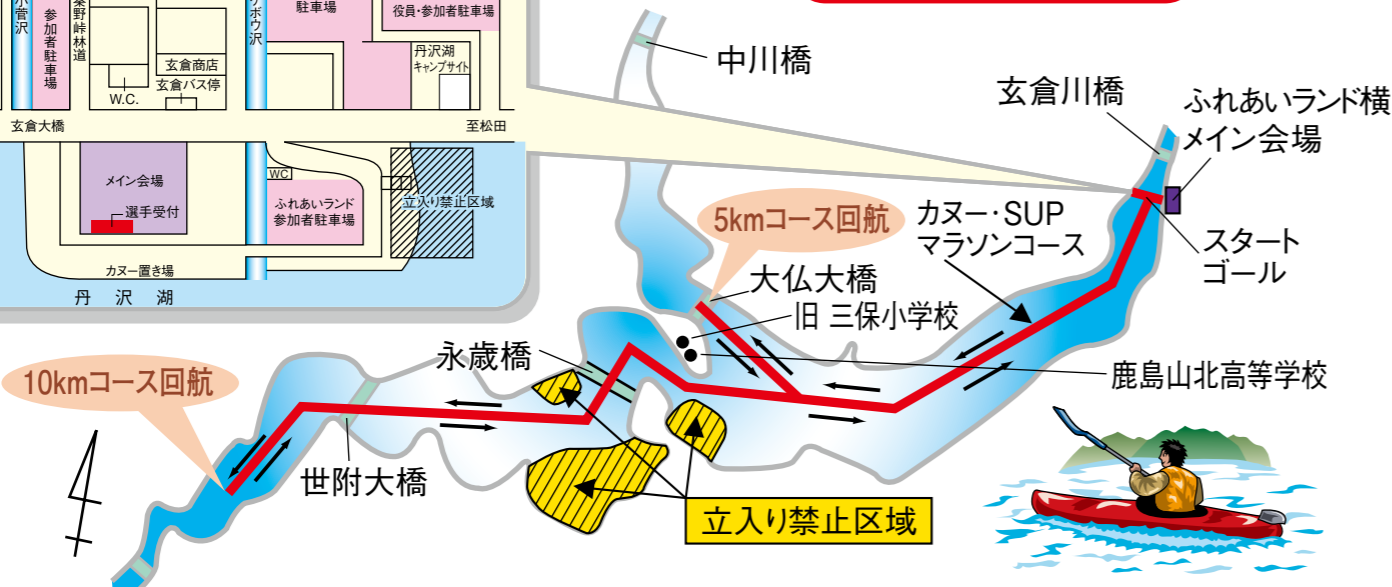 小菅沢
参加者駐車場
秦野峠林道
W.C.
玄倉商店
玄倉バス停
駐車場
役員・参加者駐車場
丹沢湖
キャンプサイト
玄倉大橋
至松田
メイン会場
選手受付
WC
ふれあいランド
参加者駐車場
立入り禁止区域
カヌー置き場
丹沢湖
中川橋
玄倉川橋
ふれあいランド横
メイン会場
5kmコース回航
カヌー・SUP
マラソンコース
スタート
ゴール
大仏大橋
旧 三保小学校
永歳橋
鹿島山北高等学校
10kmコース回航
世附大橋
立入り禁止区域